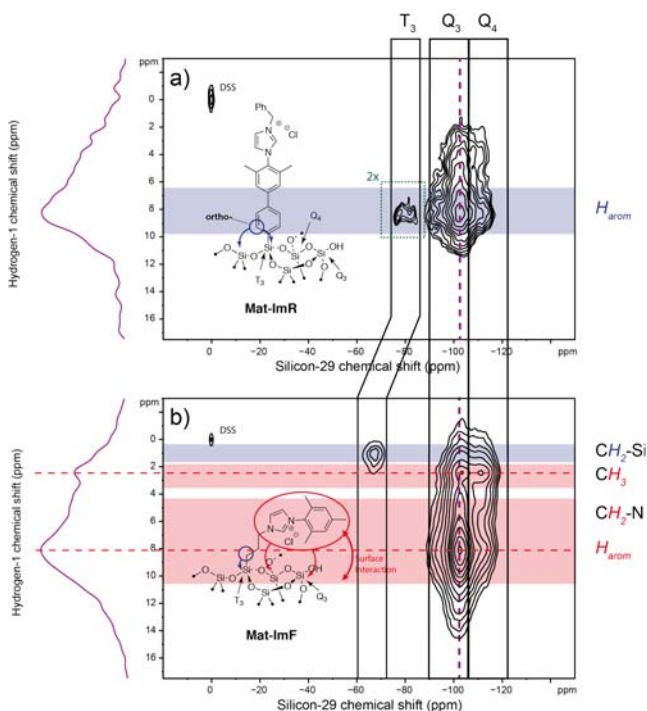 T3 Q3 Q4
a)
ppm
DSS
Ph
N
⊕ ⊖
Cl
N
2x
ortho-
Q4
O
OH
Si
T3
Q3
Mat-ImR
Harom
0
2
4
6
8
10
12
14
16
Hydrogen-1 chemical shift (ppm)
0 −20 −40 −60 −80 −100 −120 ppm
Silicon-29 chemical shift (ppm)
b)
ppm
DSS
CH2-Si
CH3
CH2-N
Harom
N
N
Cl
Surface
Interaction
OH
Si
T3
Q3
Mat-ImF
0
2
4
6
8
10
12
14
16
Hydrogen-1 chemical shift (ppm)
0 −20 −40 −60 −80 −100 −120 ppm
Silicon-29 chemical shift (ppm)